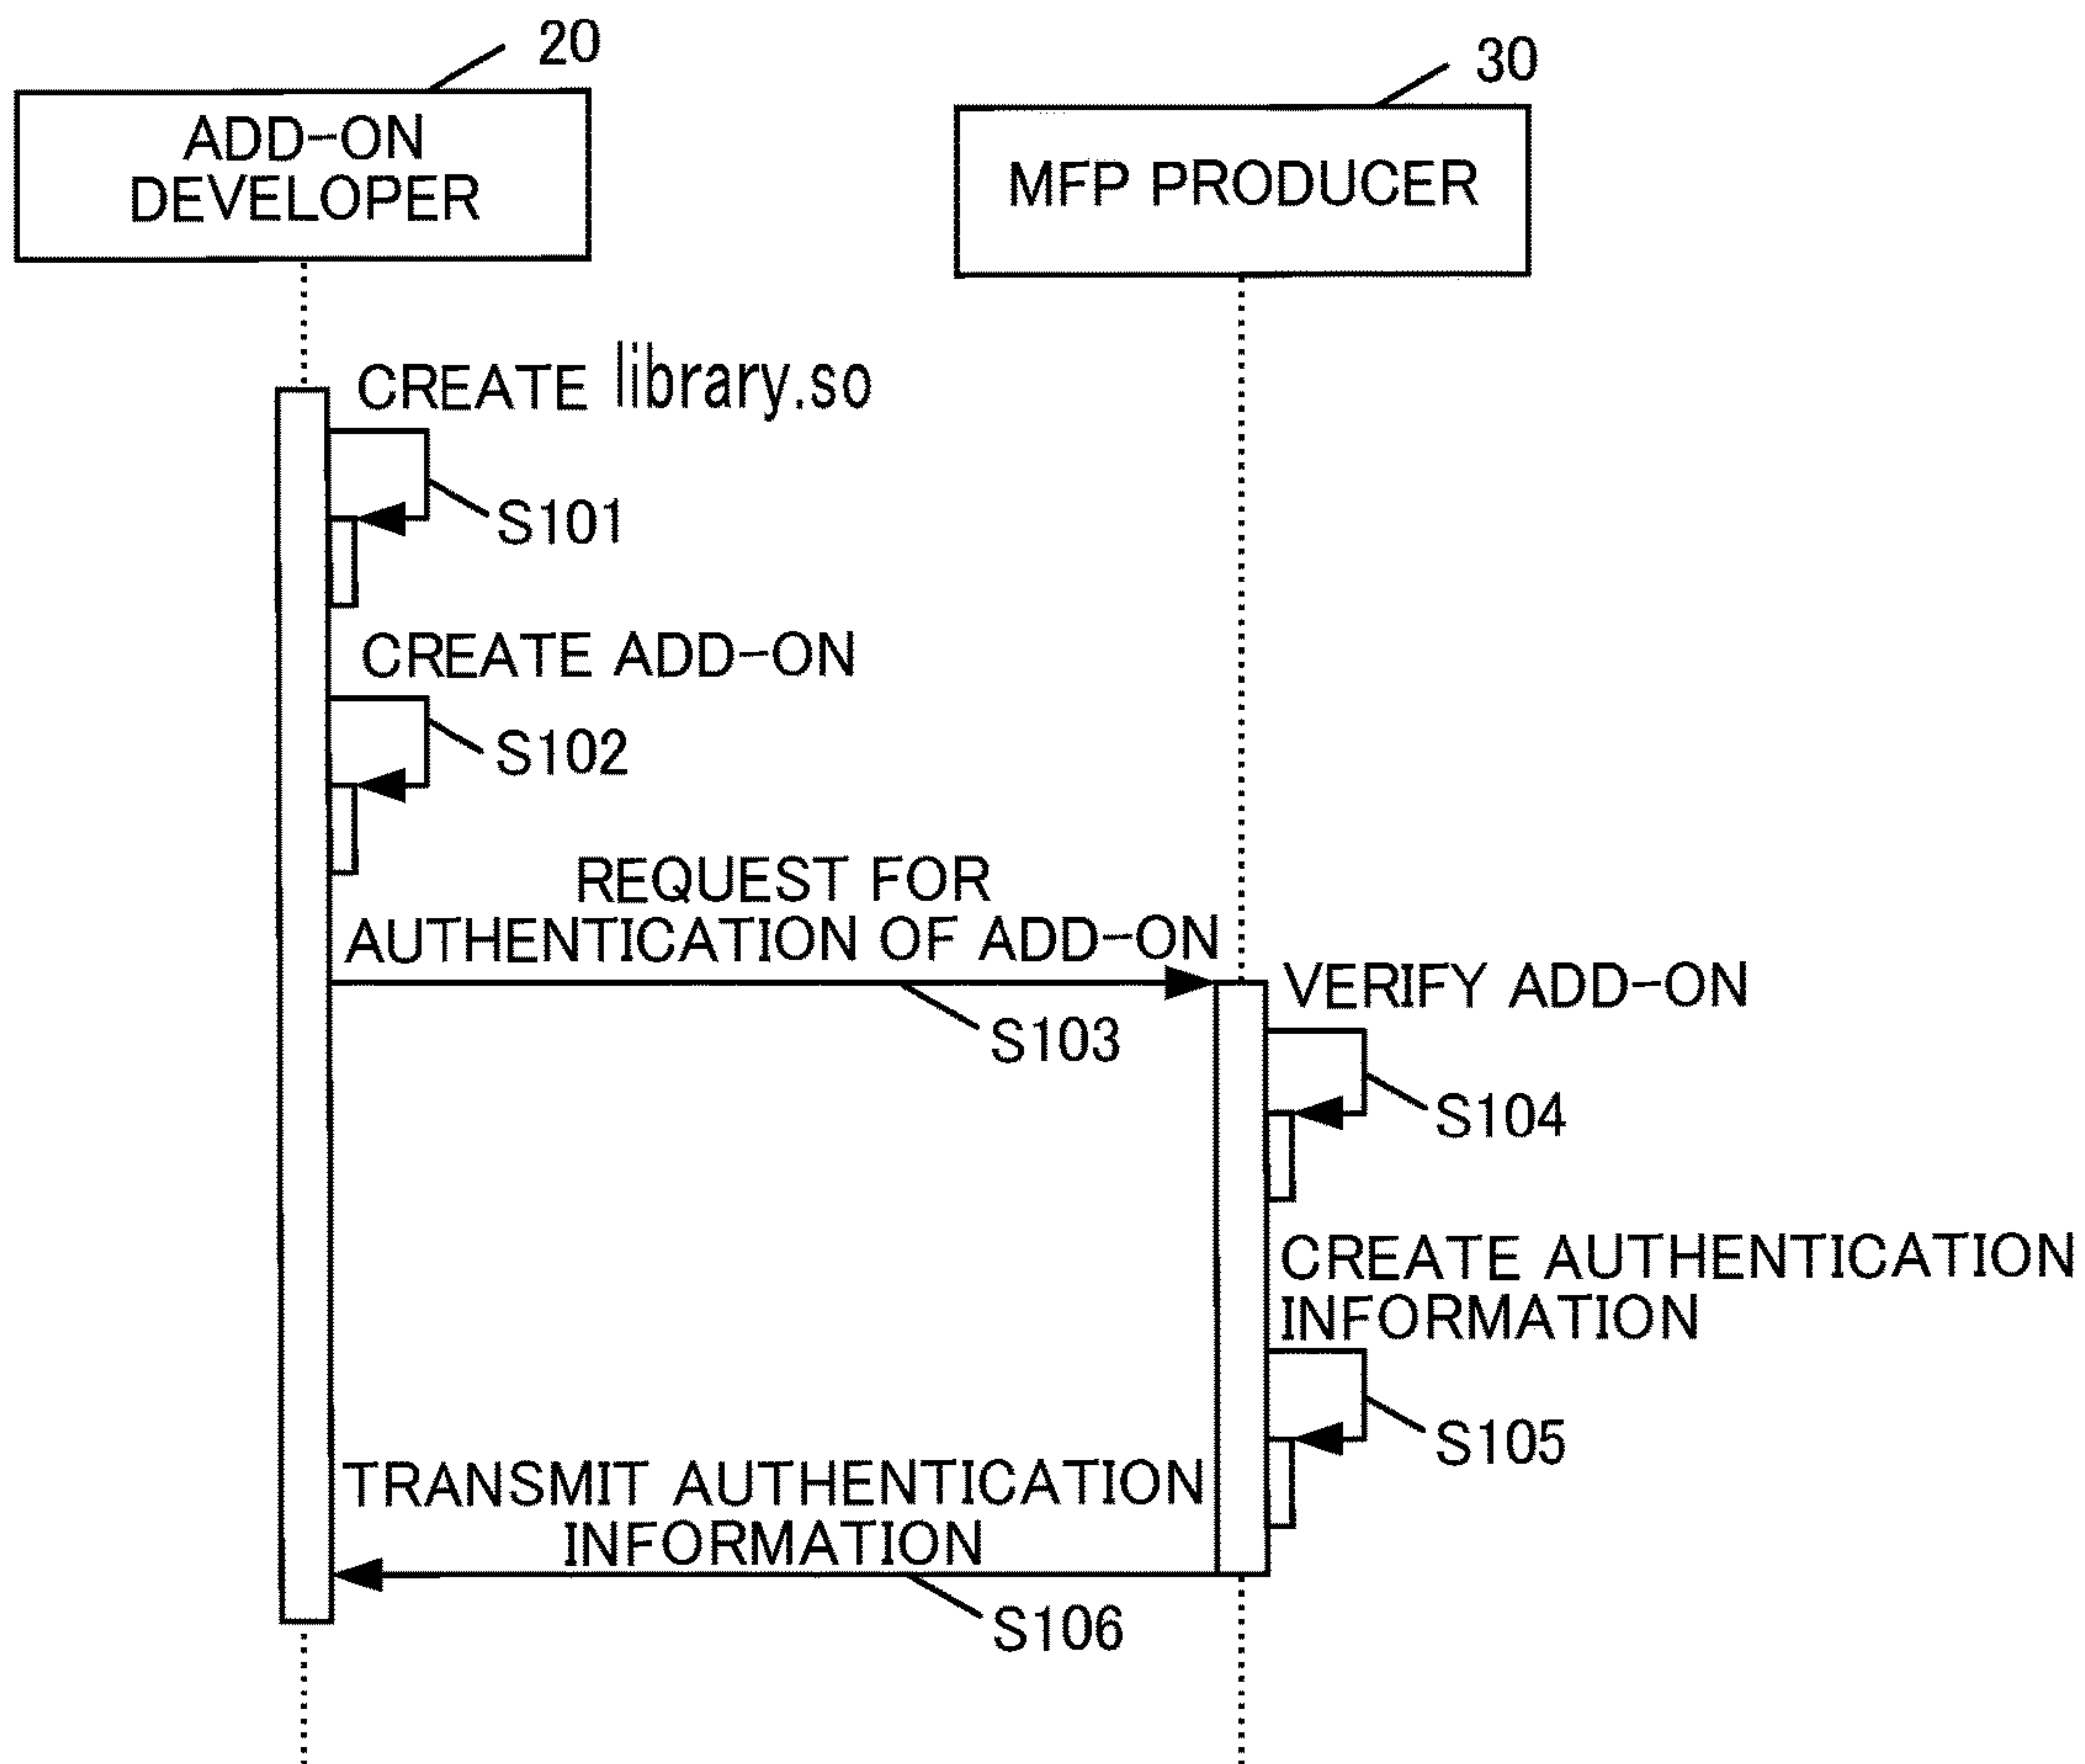 20
30
ADD-ON
DEVELOPER
MFP PRODUCER
CREATE library.so
S101
CREATE ADD-ON
S102
REQUEST FOR
AUTHENTICATION OF ADD-ON
S103
VERIFY ADD-ON
S104
CREATE AUTHENTICATION
INFORMATION
S105
TRANSMIT AUTHENTICATION
INFORMATION
S106